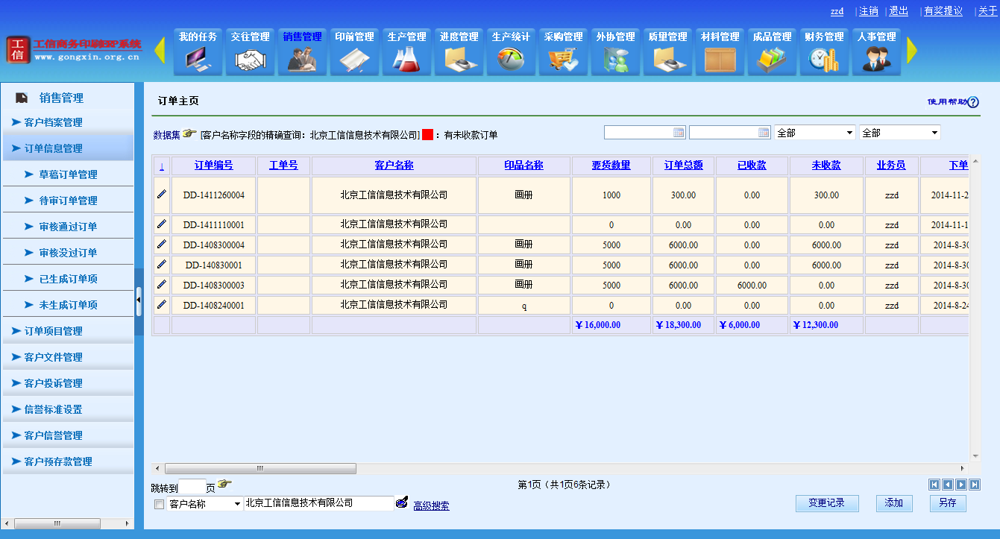 zzd | 注销 | 退出 | 有奖提议 | 关于
工信 工信商务印刷ERP系统
www.gongxin.org.cn
我的任务 交往管理 销售管理 印前管理 生产管理 进度管理 生产统计 采购管理 外协管理 质量管理 材料管理 成品管理 财务管理 人事管理
销售管理
客户档案管理
订单信息管理
草稿订单管理
待审订单管理
审核通过订单
审核没过订单
已生成订单项
未生成订单项
订单项目管理
客户文件管理
客户投诉管理
信誉标准设置
客户信誉管理
客户预存款管理
订单主页
使用帮助?
数据集 [客户名称字段的精确查询：北京工信信息技术有限公司] ：有未收款订单
全部 全部
↓ 订单编号 工单号 客户名称 印品名称 要货数量 订单总额 已收款 未收款 业务员 下单
DD-1411260004 北京工信信息技术有限公司 画册 1000 300.00 0.00 300.00 zzd 2014-11-2
DD-1411110001 北京工信信息技术有限公司 0 0.00 0.00 0.00 zzd 2014-11-1
DD-1408300004 北京工信信息技术有限公司 画册 5000 6000.00 0.00 6000.00 zzd 2014-8-30
DD-140830001 北京工信信息技术有限公司 画册 5000 6000.00 0.00 6000.00 zzd 2014-8-30
DD-1408300003 北京工信信息技术有限公司 画册 5000 6000.00 6000.00 0.00 zzd 2014-8-30
DD-1408240001 北京工信信息技术有限公司 q 0 0.00 0.00 0.00 zzd 2014-8-24
￥16,000.00 ￥18,300.00 ￥6,000.00 ￥12,300.00
跳转到 页
第1页（共1页6条记录）
客户名称 北京工信信息技术有限公司 高级搜索
变更记录 添加 另存